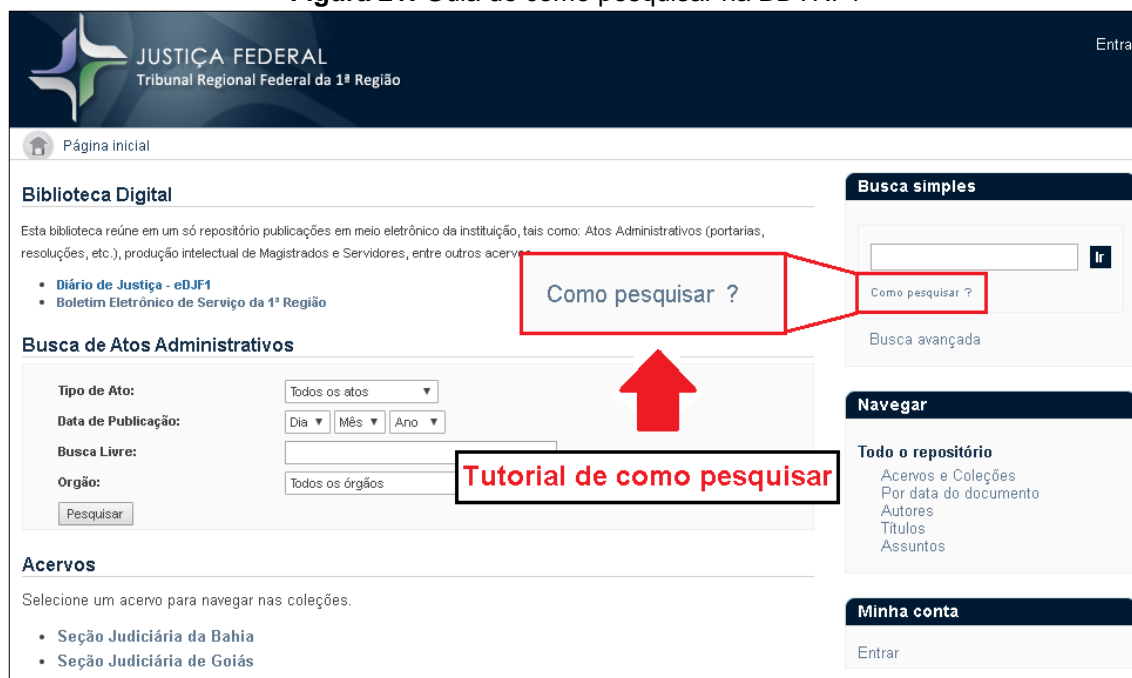 JUSTIÇA FEDERAL
Tribunal Regional Federal da 1ª Região
Entra
Página inicial
Biblioteca Digital
Esta biblioteca reúne em um só repositório publicações em meio eletrônico da instituição, tais como: Atos Administrativos (portarias,
resoluções, etc.), produção intelectual de Magistrados e Servidores, entre outros
• Diário de Justiça - eDJF1
• Boletim Eletrônico de Serviço da 1ª Região
Como pesquisar ?
Busca de Atos Administrativos
Tipo de Ato: Todos os atos
Data de Publicação: Dia Mês Ano
Busca Livre:
Orgão: Todos os órgãos
Pesquisar
Tutorial de como pesquisar
Acervos
Selecione um acervo para navegar nas coleções.
• Seção Judiciária da Bahia
• Seção Judiciária de Goiás
Busca simples
Ir
Como pesquisar ?
Busca avançada
Navegar
Todo o repositório
Acervos e Coleções
Por data do documento
Autores
Títulos
Assuntos
Minha conta
Entrar